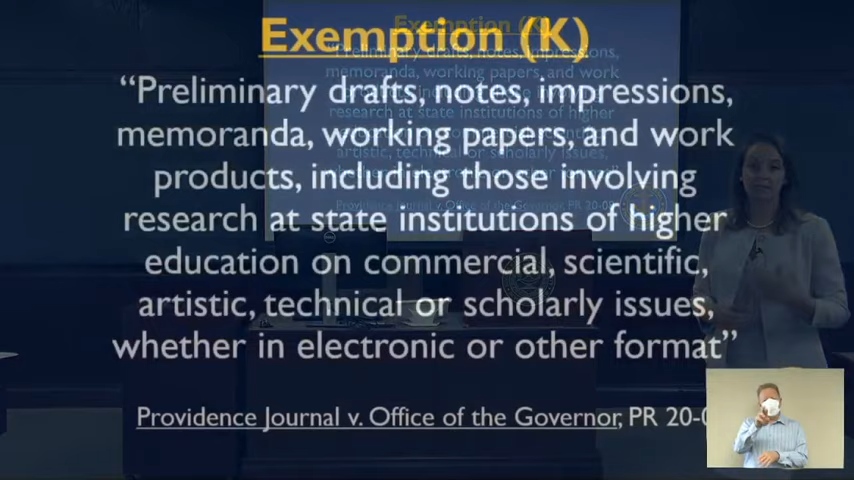 Exemption (K)
“Preliminary drafts, notes, impressions,
memoranda, working papers, and work
products, including those involving
research at state institutions of higher
education on commercial, scientific,
artistic, technical or scholarly issues,
whether in electronic or other format”
Providence Journal v. Office of the Governor, PR 20-